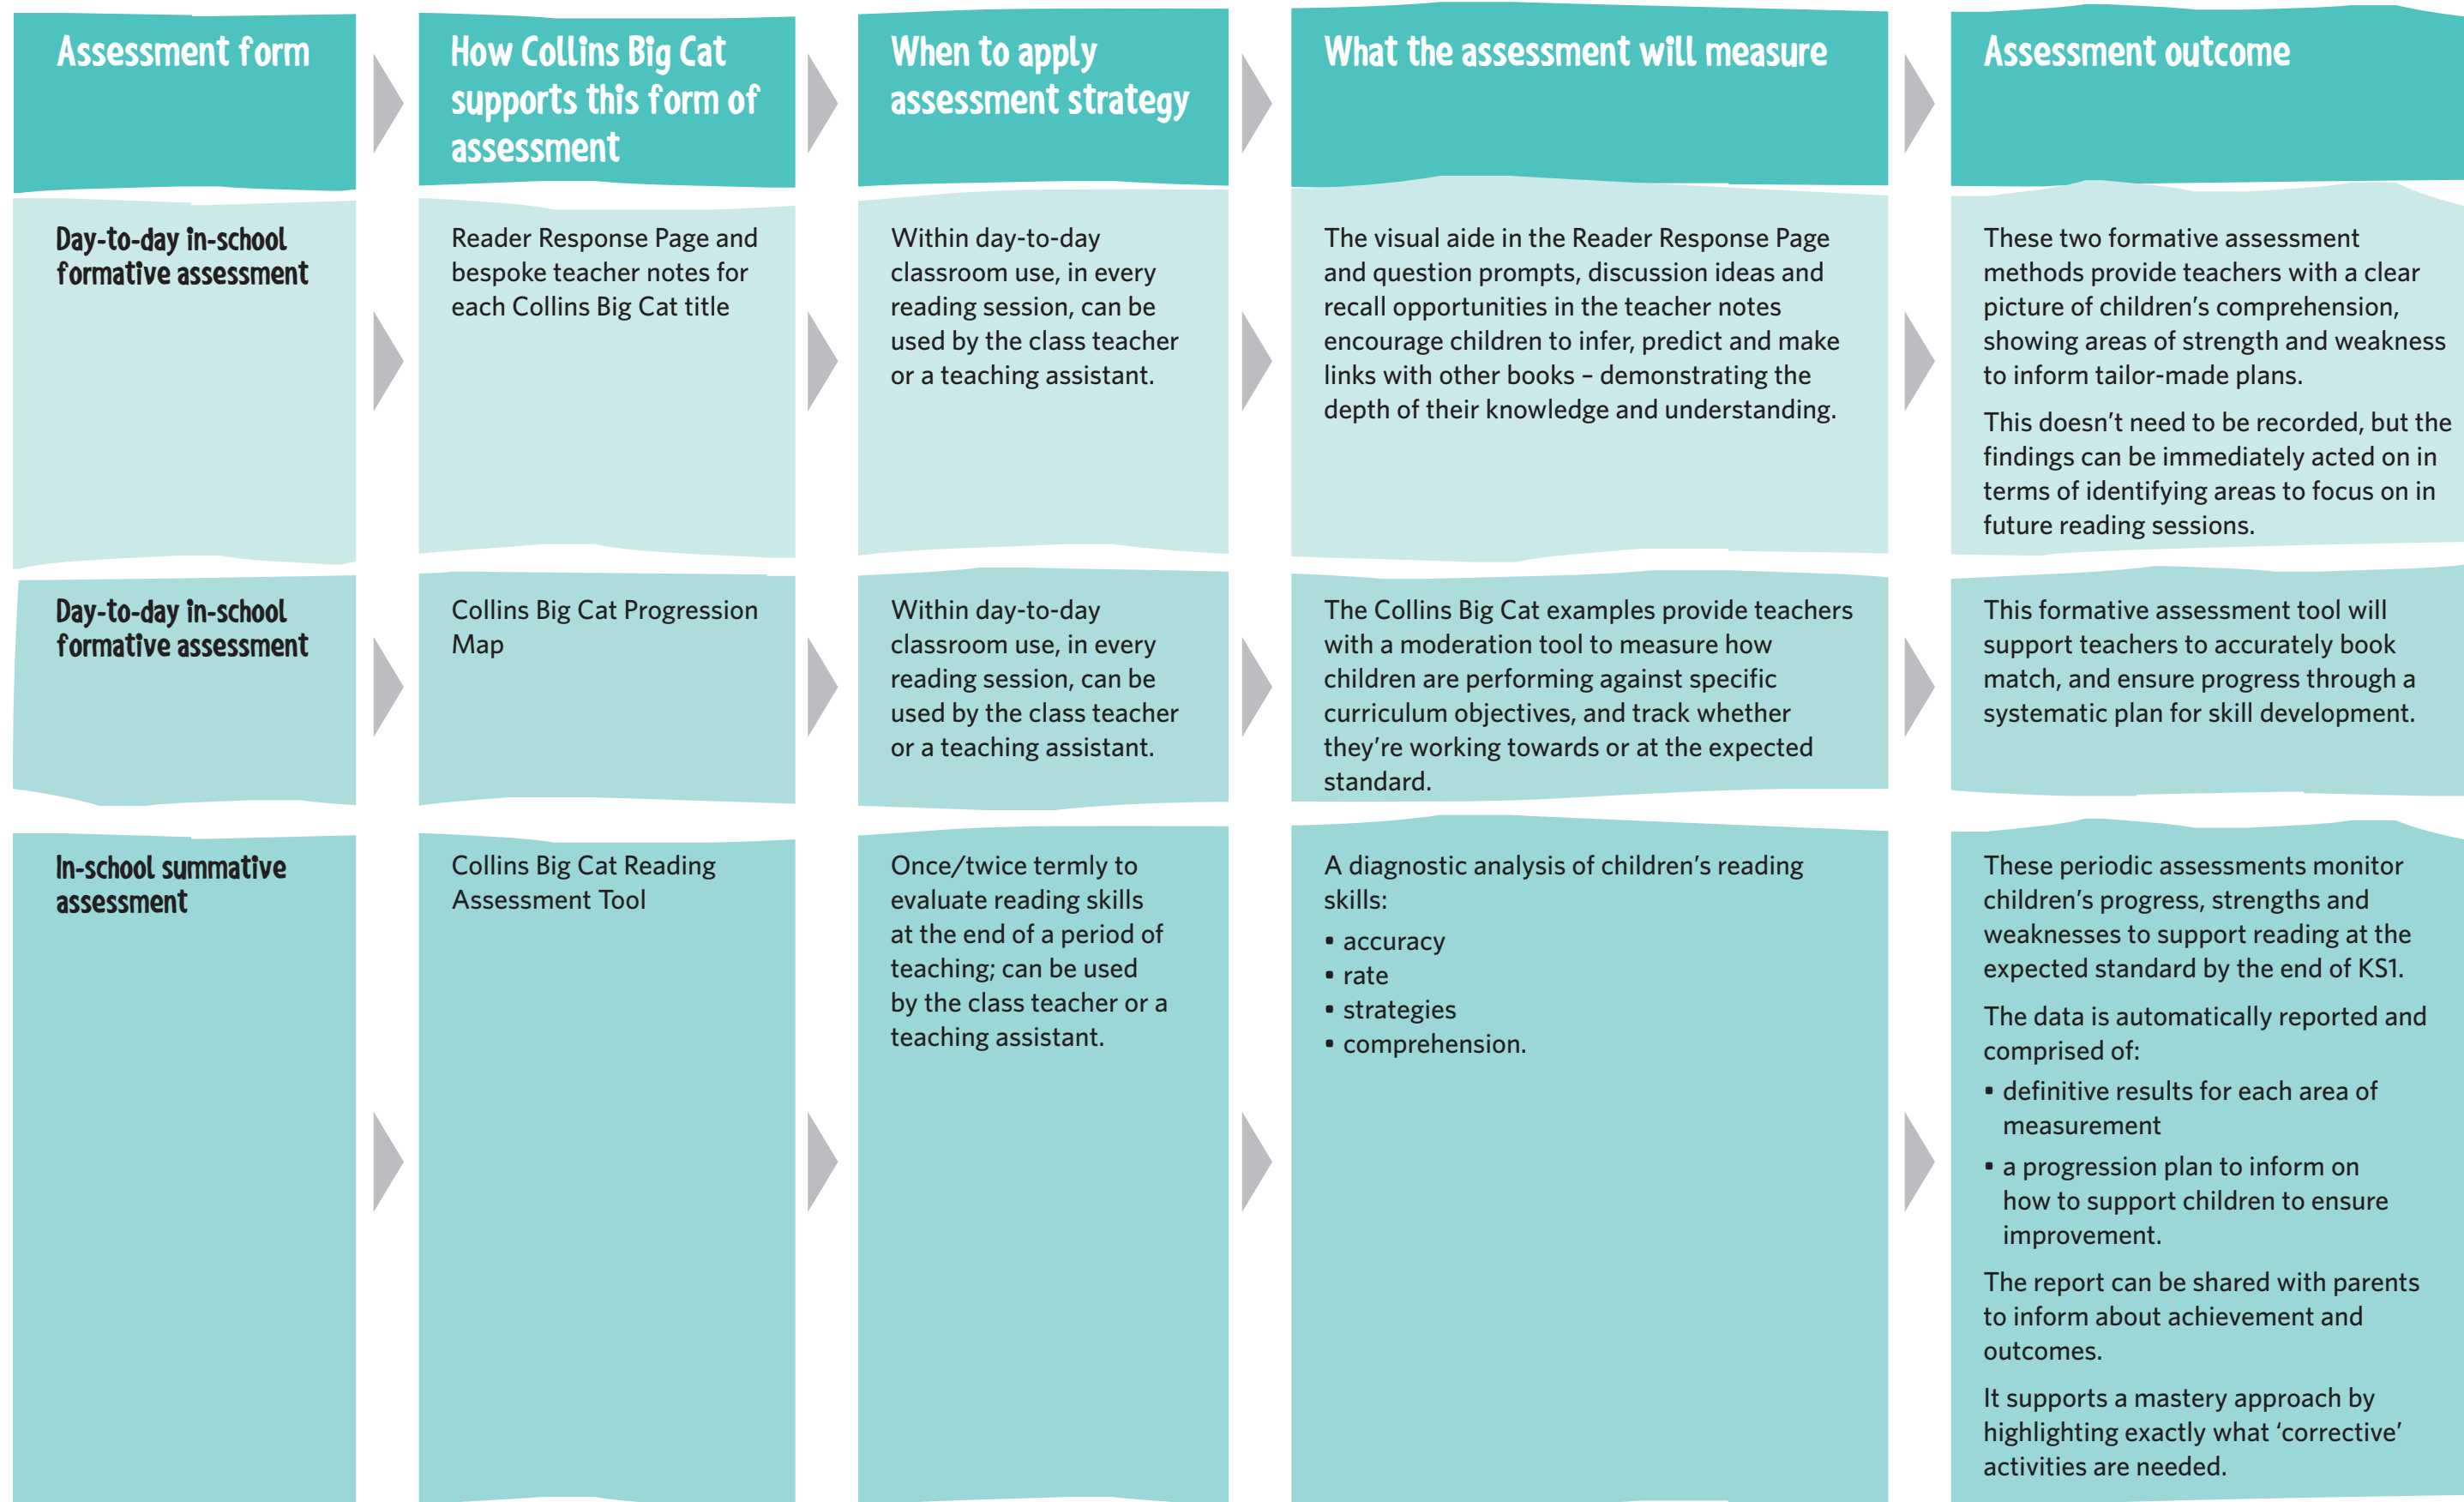 Assessment form
How Collins Big Cat
supports this form of
assessment
When to apply
assessment strategy
What the assessment will measure
Assessment outcome
Day-to-day in-school
formative assessment
Reader Response Page and
bespoke teacher notes for
each Collins Big Cat title
Within day-to-day
classroom use, in every
reading session, can be
used by the class teacher
or a teaching assistant.
The visual aide in the Reader Response Page
and question prompts, discussion ideas and
recall opportunities in the teacher notes
encourage children to infer, predict and make
links with other books – demonstrating the
depth of their knowledge and understanding.
These two formative assessment
methods provide teachers with a clear
picture of children's comprehension,
showing areas of strength and weakness
to inform tailor-made plans.
This doesn't need to be recorded, but the
findings can be immediately acted on in
terms of identifying areas to focus on in
future reading sessions.
Day-to-day in-school
formative assessment
Collins Big Cat Progression
Map
Within day-to-day
classroom use, in every
reading session, can be
used by the class teacher
or a teaching assistant.
The Collins Big Cat examples provide teachers
with a moderation tool to measure how
children are performing against specific
curriculum objectives, and track whether
they're working towards or at the expected
standard.
This formative assessment tool will
support teachers to accurately book
match, and ensure progress through a
systematic plan for skill development.
In-school summative
assessment
Collins Big Cat Reading
Assessment Tool
Once/twice termly to
evaluate reading skills
at the end of a period of
teaching; can be used
by the class teacher or a
teaching assistant.
A diagnostic analysis of children's reading
skills:
• accuracy
• rate
• strategies
• comprehension.
These periodic assessments monitor
children's progress, strengths and
weaknesses to support reading at the
expected standard by the end of KS1.
The data is automatically reported and
comprised of:
• definitive results for each area of
measurement
• a progression plan to inform on
how to support children to ensure
improvement.
The report can be shared with parents
to inform about achievement and
outcomes.
It supports a mastery approach by
highlighting exactly what ‘corrective’
activities are needed.